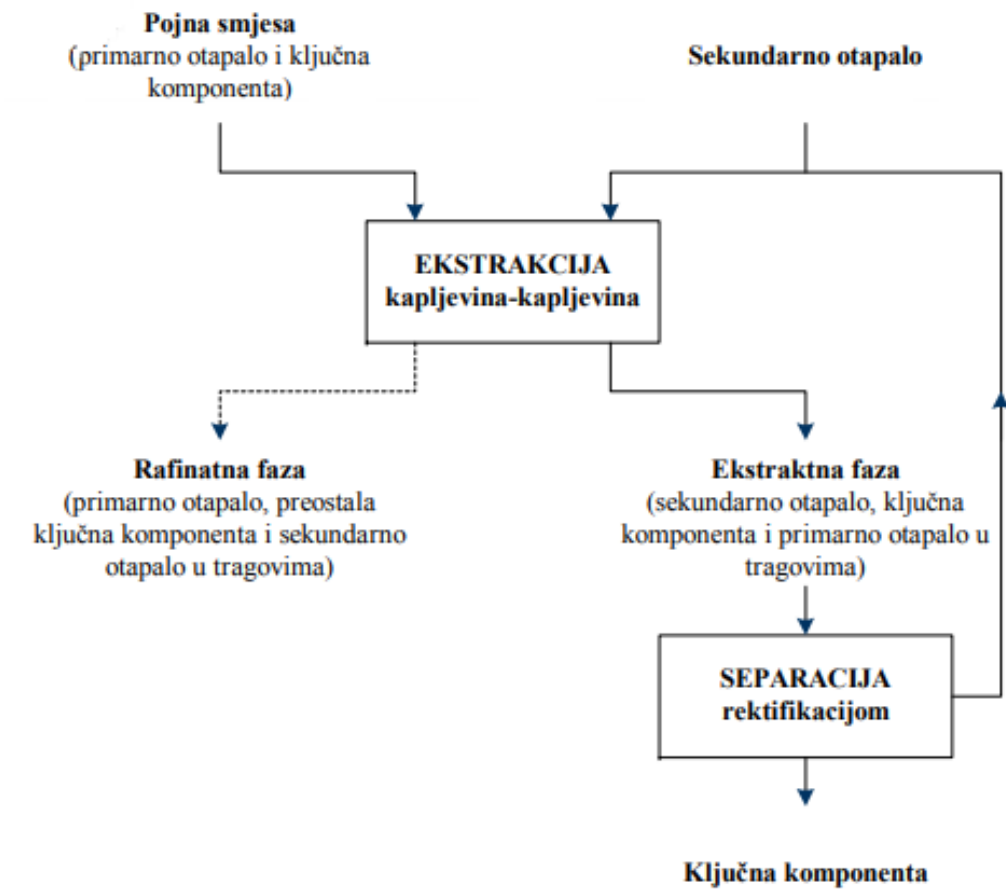 Pojna smjesa
(primarno otapalo i ključna
komponenta)
Sekundarno otapalo
EKSTRAKCIJA
kapljevina-kapljevina
Rafinatna faza
(primarno otapalo, preostala
ključna komponenta i sekundarno
otapalo u tragovima)
Ekstraktna faza
(sekundarno otapalo, ključna
komponenta i primarno otapalo u
tragovima)
SEPARACIJA
rektifikacijom
Ključna komponenta